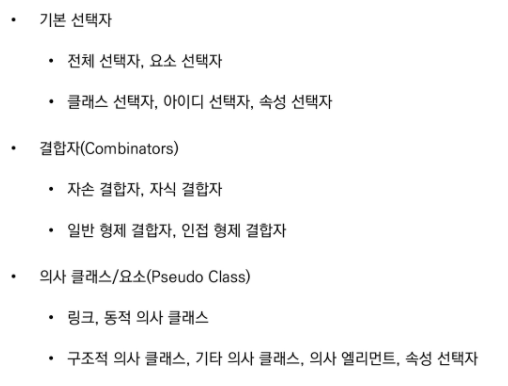 • 기본 선택자
• 전체 선택자, 요소 선택자
• 클래스 선택자, 아이디 선택자, 속성 선택자
• 결합자(Combinators)
• 자손 결합자, 자식 결합자
• 일반 형제 결합자, 인접 형제 결합자
• 의사 클래스/요소(Pseudo Class)
• 링크, 동적 의사 클래스
• 구조적 의사 클래스, 기타 의사 클래스, 의사 엘리먼트, 속성 선택자